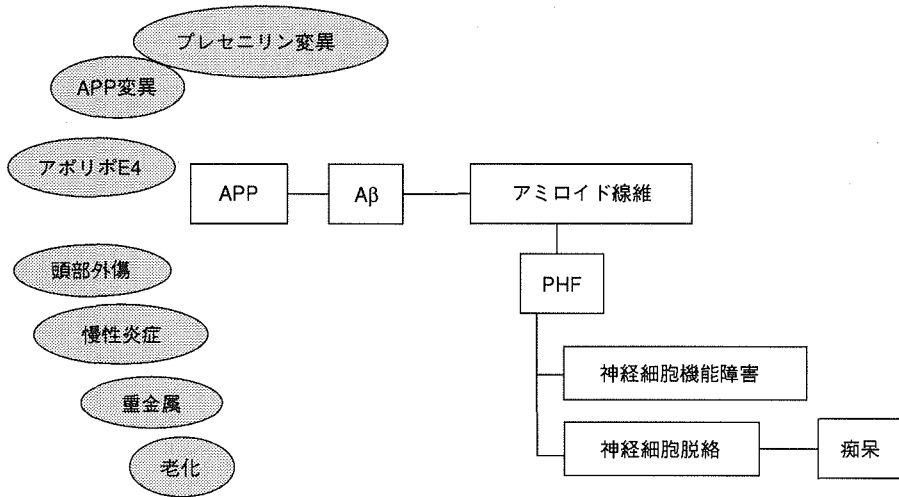 プレセニリン変異
APP変異
アポリポE4
APP
Aβ
アミロイド線維
頭部外傷
PHF
慢性炎症
神経細胞機能障害
重金属
神経細胞脱絡
痴呆
老化